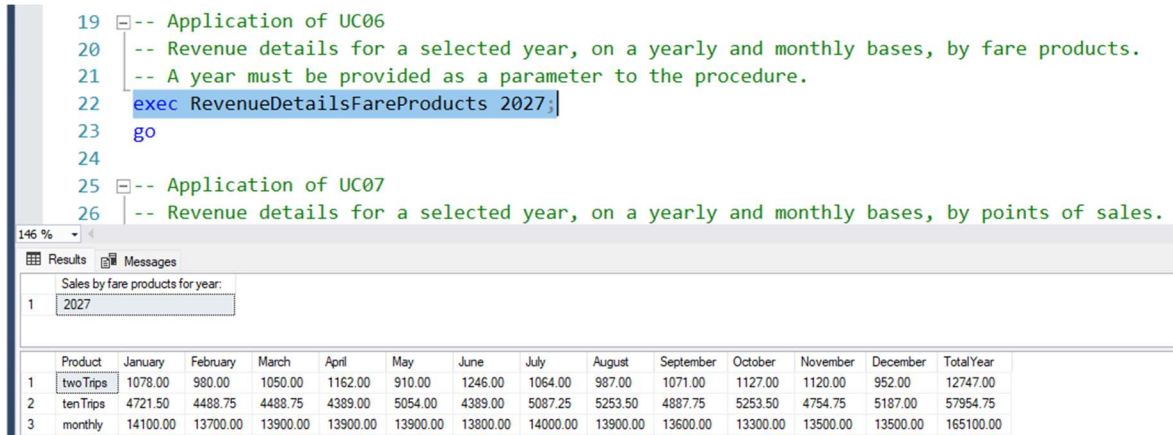 19 -- Application of UC06
20 -- Revenue details for a selected year, on a yearly and monthly bases, by fare products.
21 -- A year must be provided as a parameter to the procedure.
22 exec RevenueDetailsFareProducts 2027;
23 go
24
25 -- Application of UC07
26 -- Revenue details for a selected year, on a yearly and monthly bases, by points of sales.
146 %
Results Messages
Sales by fare products for year:
1 2027
Product January February March April May June July August September October November December TotalYear
1 twoTrips 1078.00 980.00 1050.00 1162.00 910.00 1246.00 1064.00 987.00 1071.00 1127.00 1120.00 952.00 12747.00
2 tenTrips 4721.50 4488.75 4488.75 4389.00 5054.00 4389.00 5087.25 5253.50 4887.75 5253.50 4754.75 5187.00 57954.75
3 monthly 14100.00 13700.00 13900.00 13900.00 13900.00 13800.00 14000.00 13900.00 13600.00 13300.00 13500.00 13500.00 165100.00